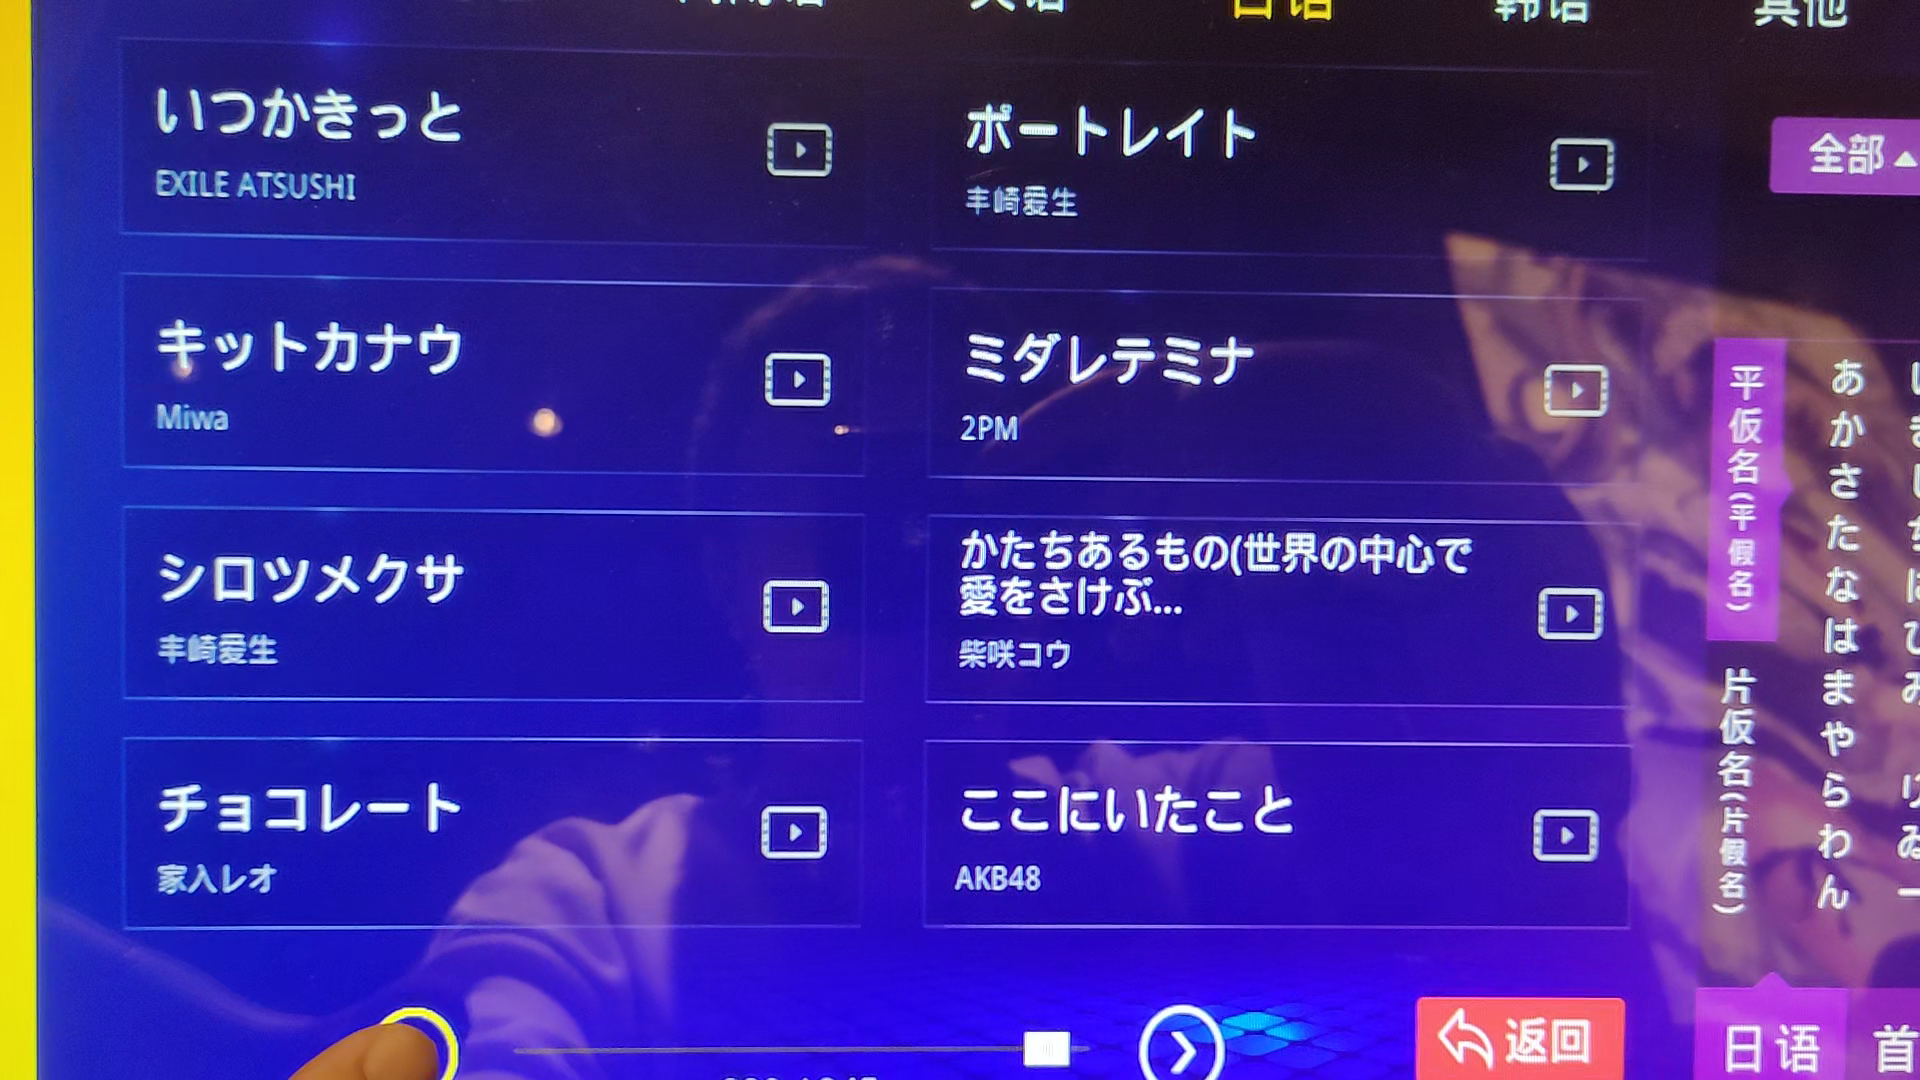 日语
韩语
其他
いつかきっと
EXILE ATSUSHI
ポートレイト
丰崎爱生
全部▲
キットカナウ
Miwa
ミダレテミナ
2PM
シロツメクサ
丰崎爱生
かたちあるもの(世界の中心で
愛をさけぶ...
柴咲コウ
チョコレート
家入レオ
ここにいたこと
AKB48
平仮名(平假名)
片仮名(片假名)
あかさたなはまやらわん
返回
日语
首